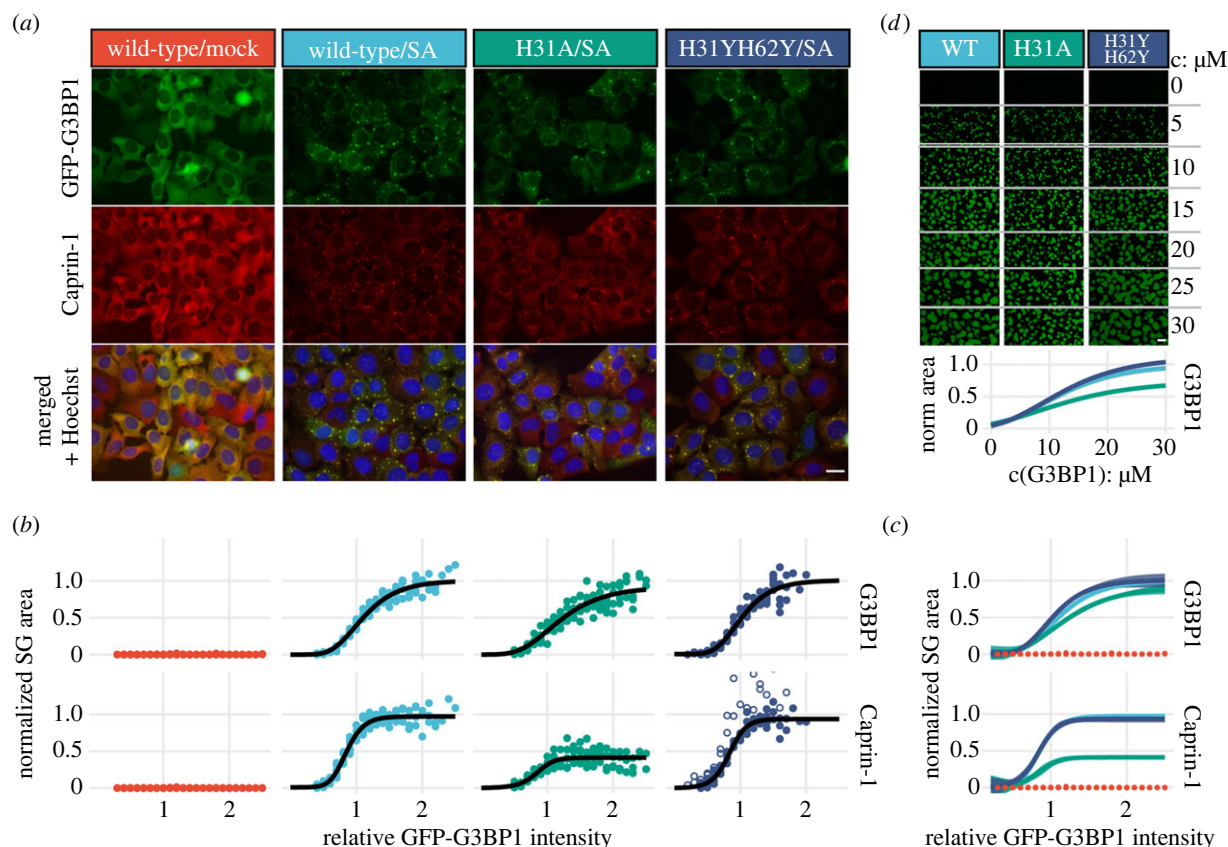 (a)
wild-type/mock
wild-type/SA
H31A/SA
H31YH62Y/SA
GFP-G3BP1
Caprin-1
merged
+ Hoechst
(d)
WT
H31A
H31Y
H62Y
c: μM
0
5
10
15
20
25
30
norm area
1.0
0.5
0
G3BP1
0 10 20 30
c(G3BP1): μM
(b)
normalized SG area
1.0
0.5
0
G3BP1
1.0
0.5
0
Caprin-1
1 2 1 2 1 2 1 2
relative GFP-G3BP1 intensity
(c)
normalized SG area
1.0
0.5
0
G3BP1
1.0
0.5
0
Caprin-1
1 2
relative GFP-G3BP1 intensity